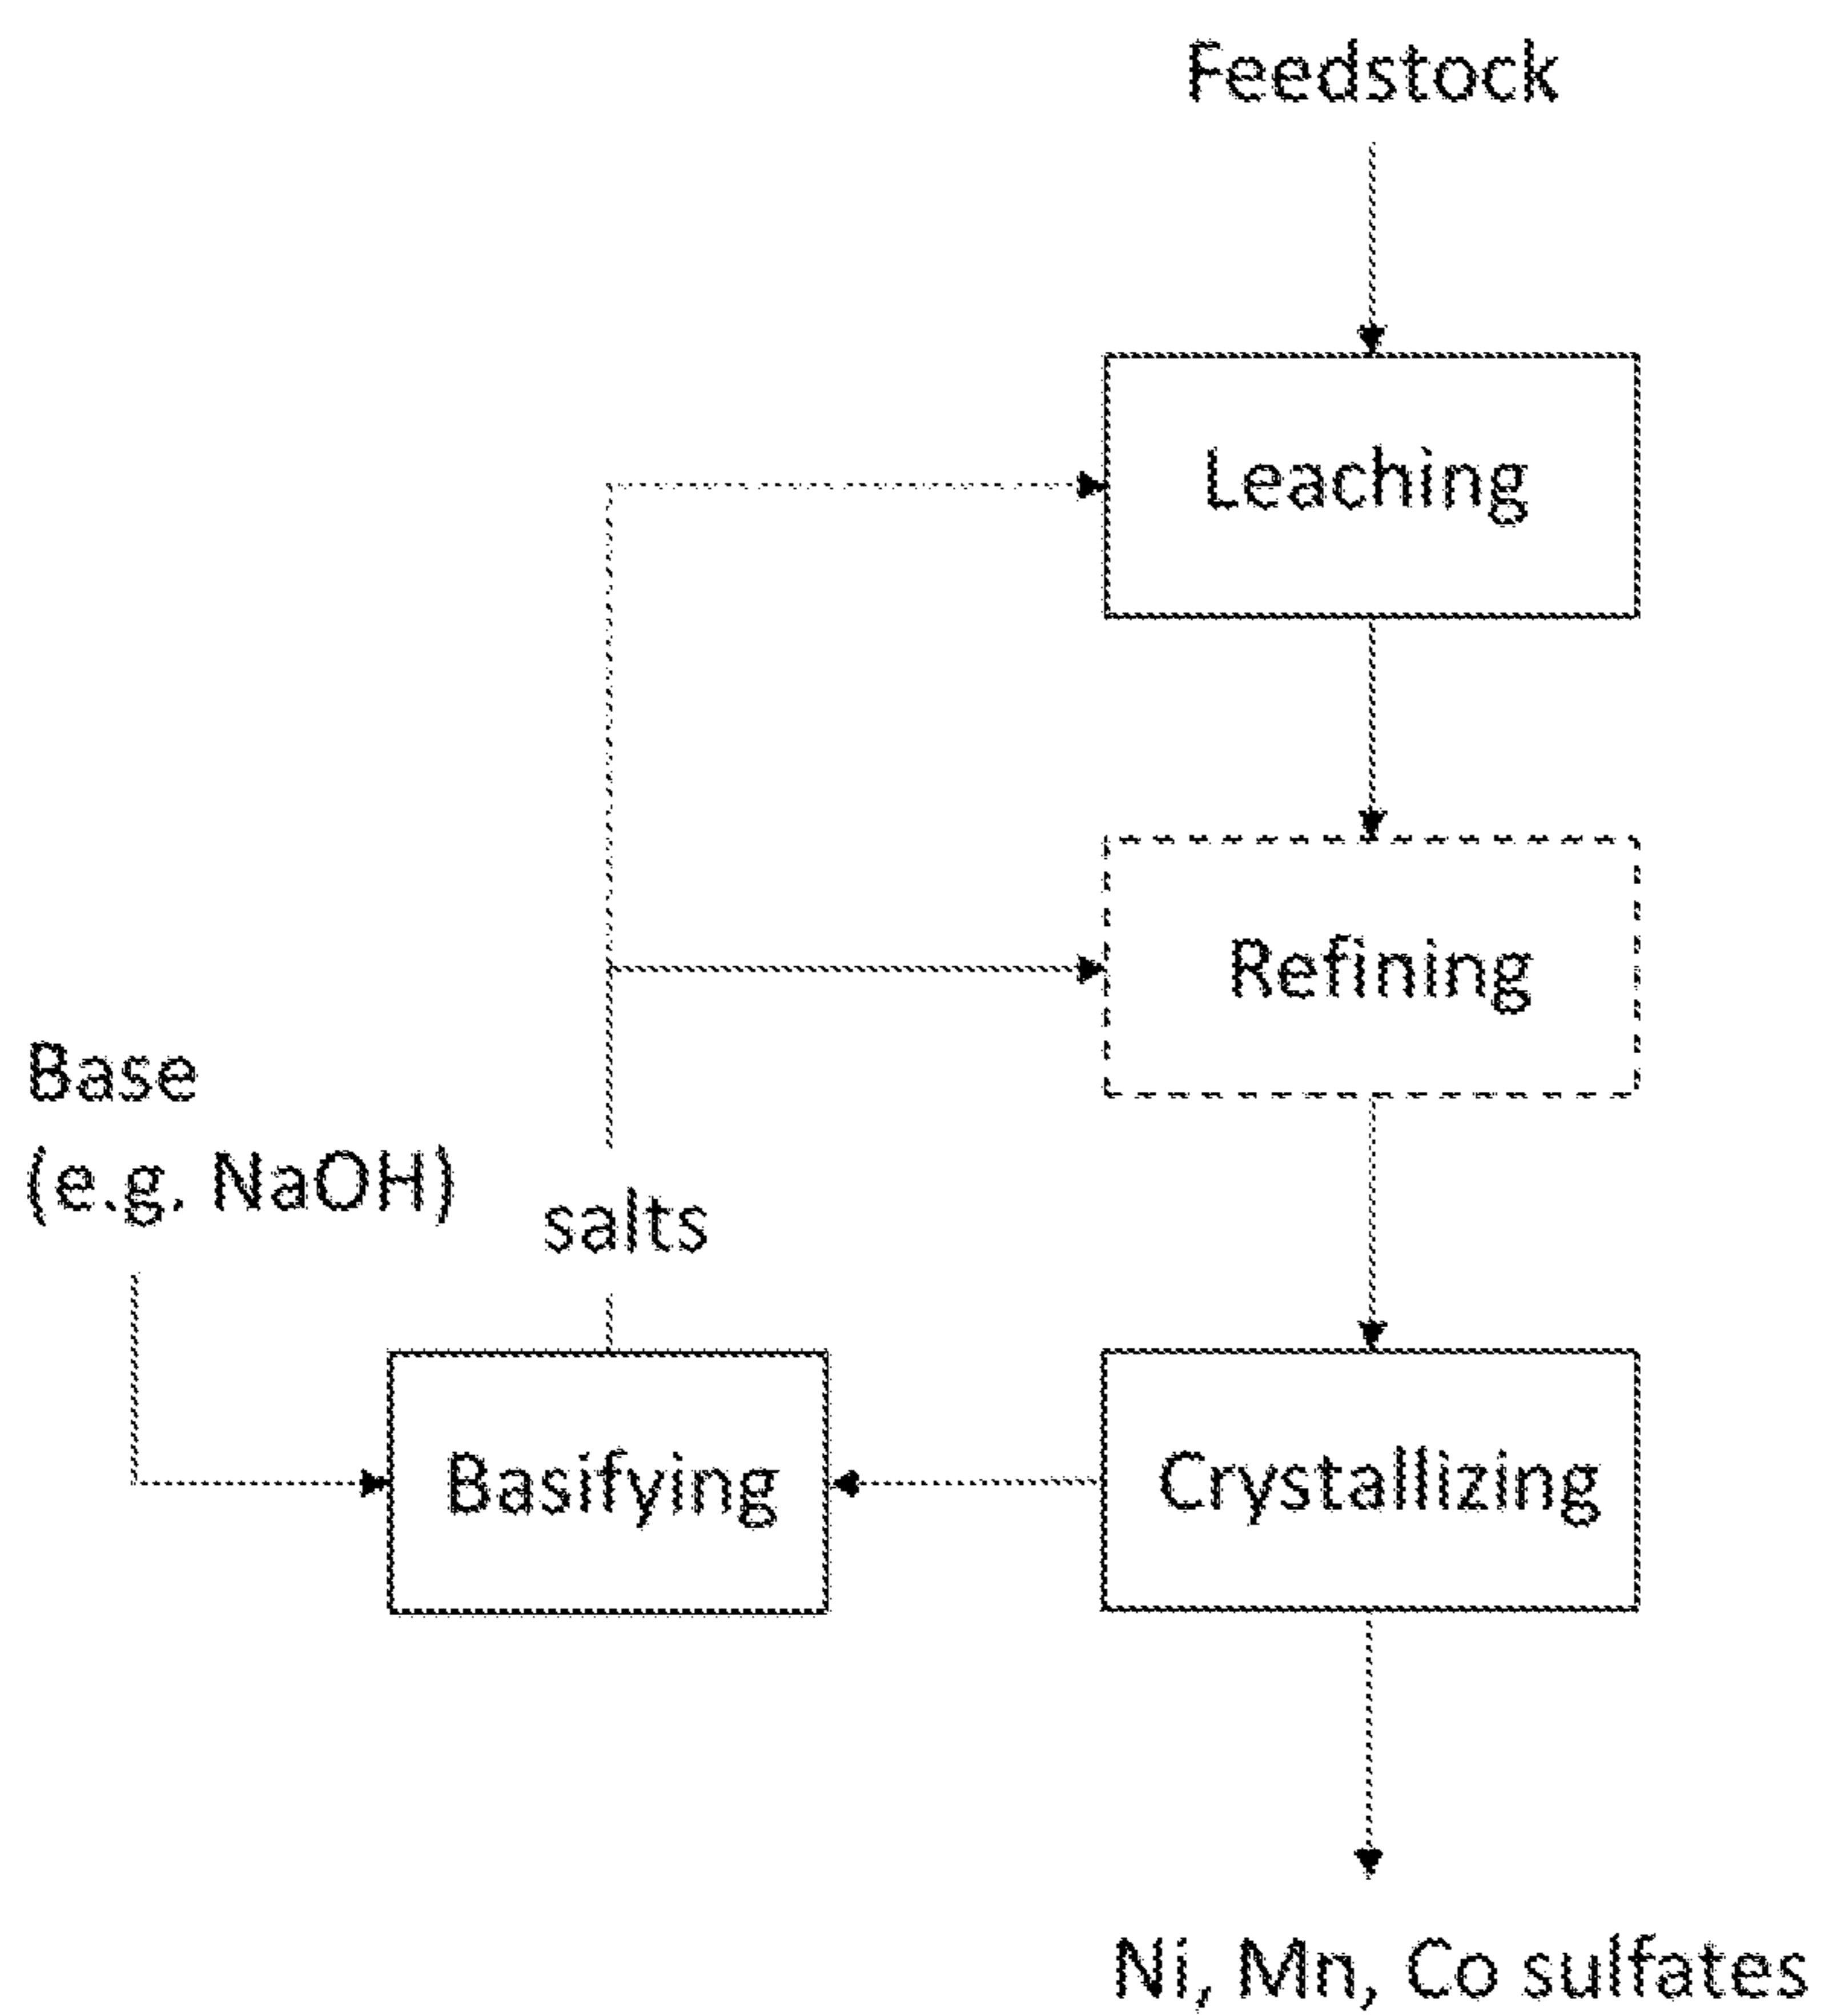 Feedstock
Leaching
Refining
Base
(e.g. NaOH)
salts
Basifying
Crystallizing
Ni, Mn, Co sulfates